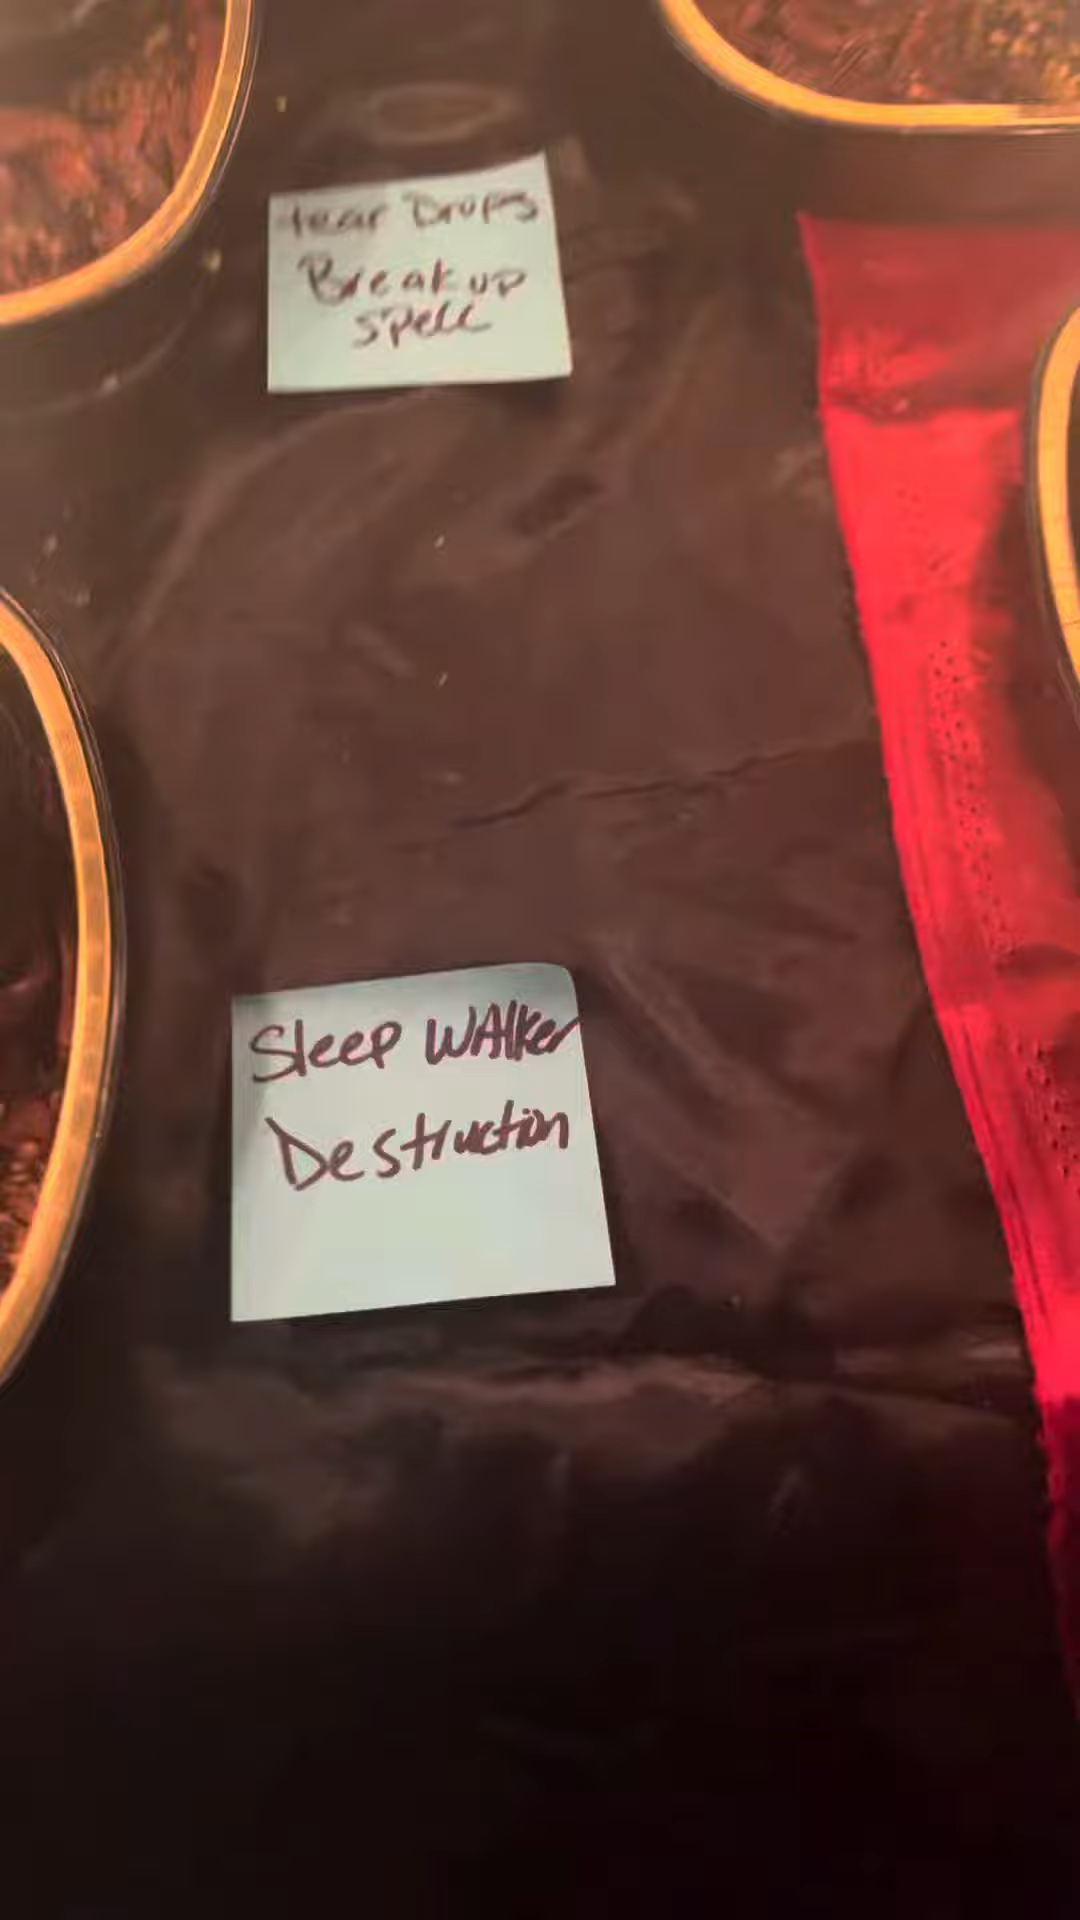 tear Drops
Break up
spell
Sleep WAlker
Destruction